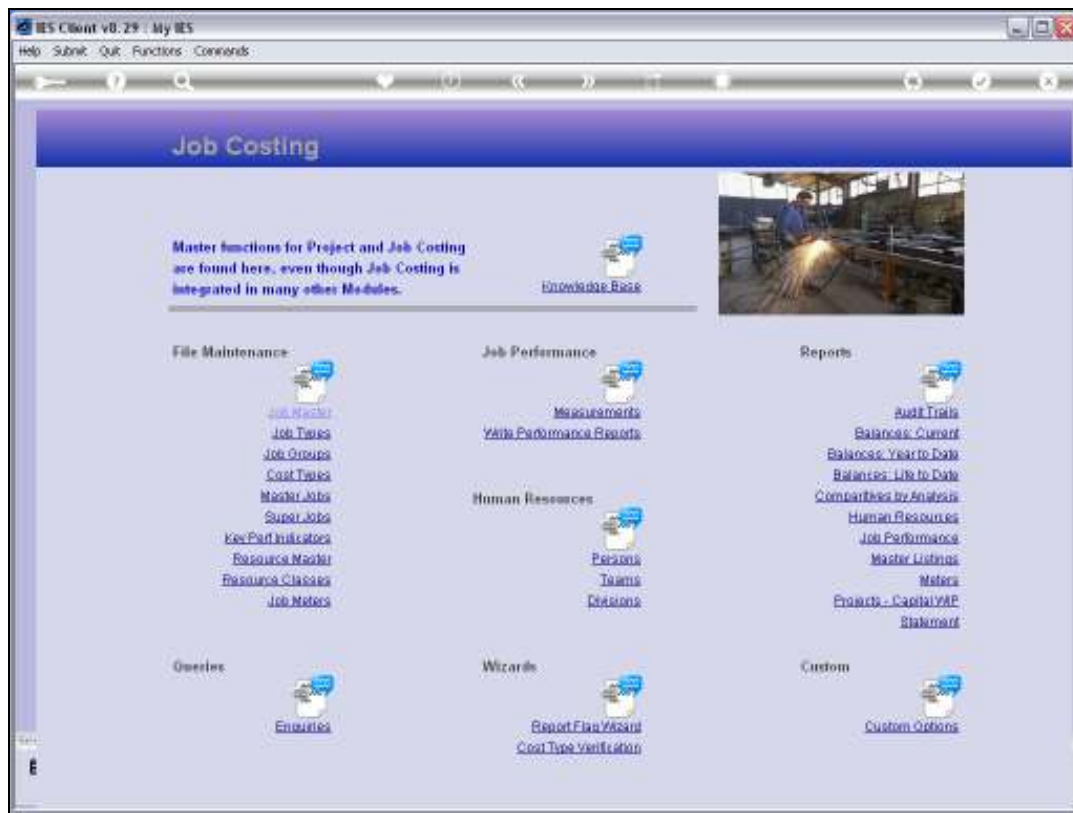 IES Client v8.29 : My IES
Help Submit Quit Functions Commands
Job Costing
Master functions for Project and Job Costing
are found here, even though Job Costing is
integrated in many other Modules.
Knowledge Base
File Maintenance
Job Master
Job Types
Job Groups
Cost Types
Master Jobs
Super Jobs
Key Perf Indicators
Resource Master
Resource Classes
Job Meters
Job Performance
Measurements
Write Performance Reports
Human Resources
Persons
Teams
Divisions
Reports
Audit Trails
Balances: Current
Balances: Year to Date
Balances: Life to Date
Comparitives by Analysis
Human Resources
Job Performance
Master Listings
Meters
Projects - Capital WIP
Statement
Queries
Enquiries
Wizards
Report Flag Wizard
Cost Type Verification
Custom
Custom Options